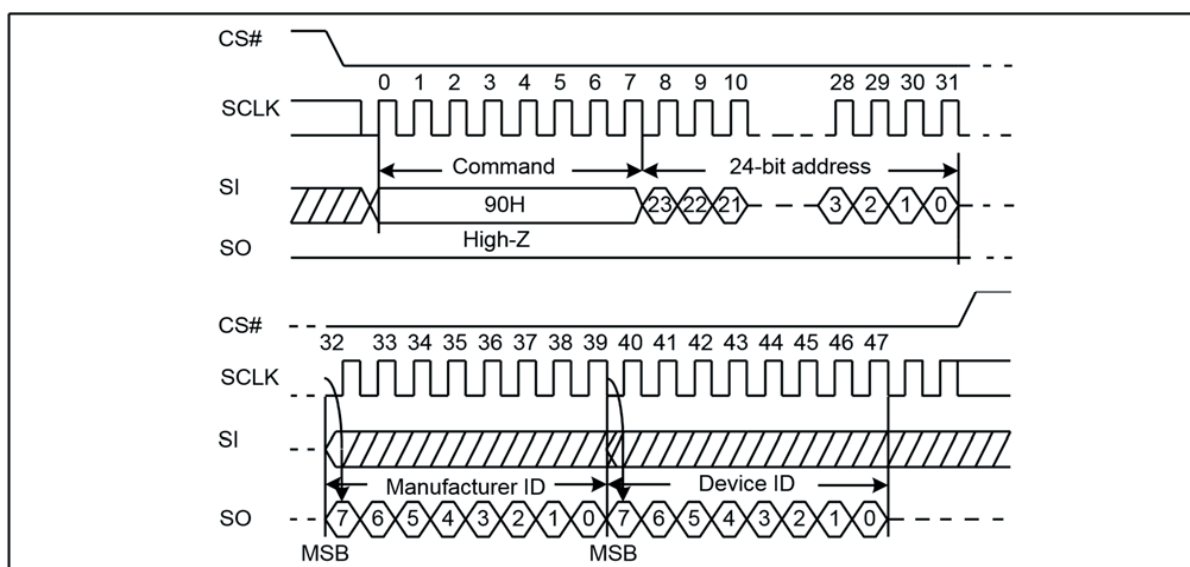 CS#
0 1 2 3 4 5 6 7 8 9 10 28 29 30 31
SCLK
Command 24-bit address
SI
90H 23 22 21 3 2 1 0
High-Z
SO
CS#
32 33 34 35 36 37 38 39 40 41 42 43 44 45 46 47
SCLK
SI
Manufacturer ID Device ID
SO 7 6 5 4 3 2 1 0 7 6 5 4 3 2 1 0
MSB MSB